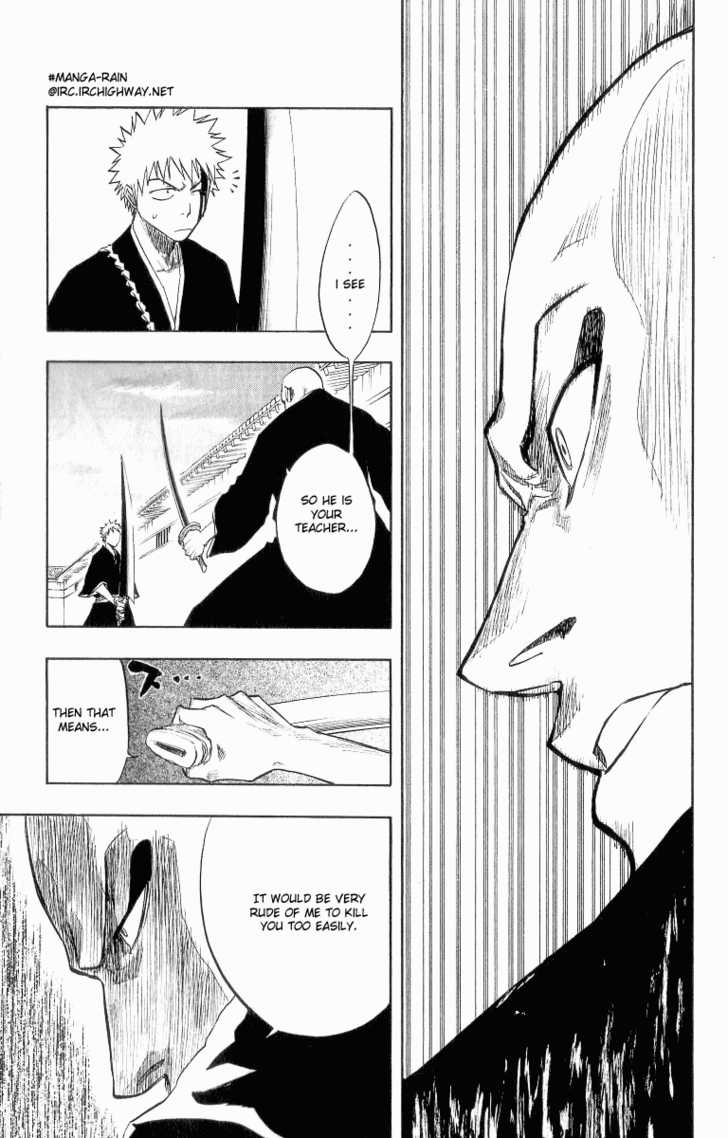 #MANGA-RAIN
@IRC.IRCHIGHWAY.NET
. . . . .
I SEE
. . . .
SO HE IS
YOUR
TEACHER...
ズ...
THEN THAT
MEANS...
IT WOULD BE VERY
RUDE OF ME TO KILL
YOU TOO EASILY.